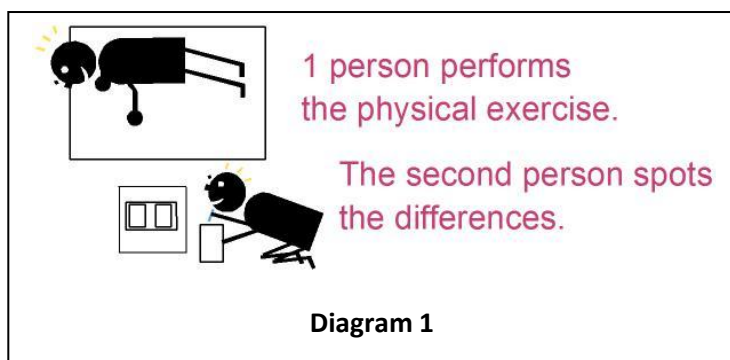 1 person performs
the physical exercise.
The second person spots
the differences.
Diagram 1